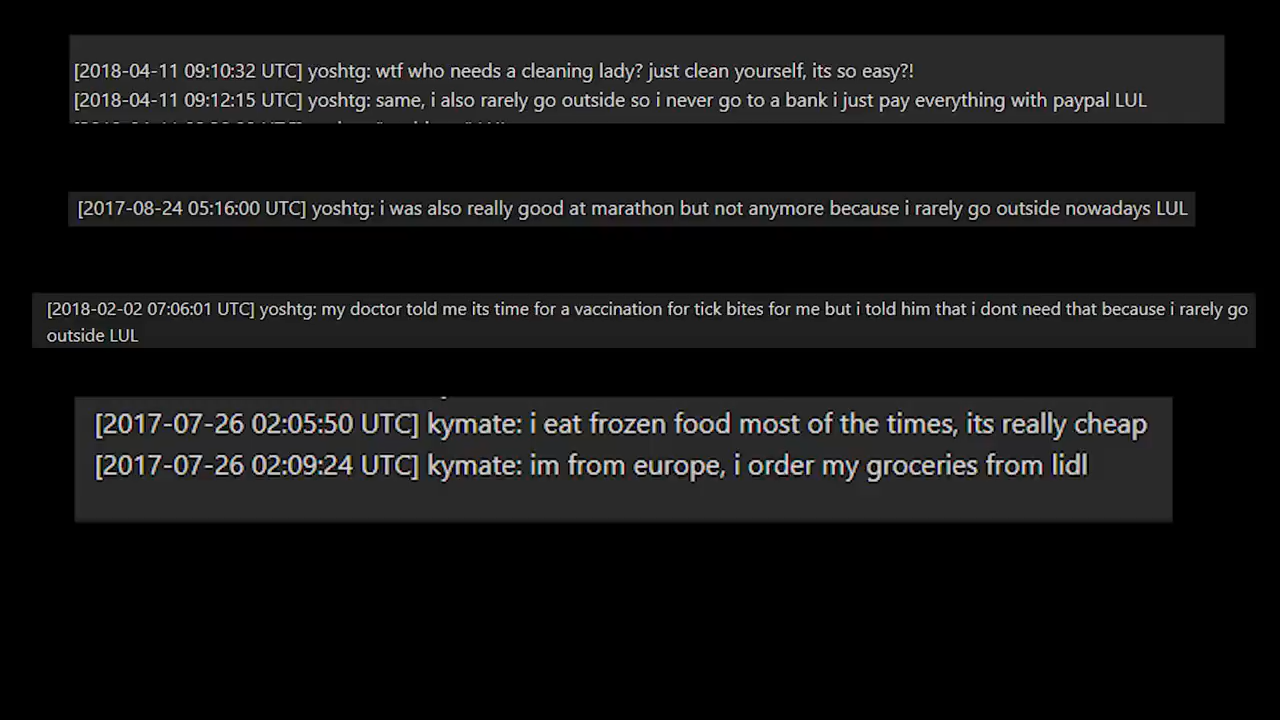 [2018-04-11 09:10:32 UTC] yoshtg: wtf who needs a cleaning lady? just clean yourself, its so easy?!
[2018-04-11 09:12:15 UTC] yoshtg: same, i also rarely go outside so i never go to a bank i just pay everything with paypal LUL
[2017-08-24 05:16:00 UTC] yoshtg: i was also really good at marathon but not anymore because i rarely go outside nowadays LUL
[2018-02-02 07:06:01 UTC] yoshtg: my doctor told me its time for a vaccination for tick bites for me but i told him that i dont need that because i rarely go
outside LUL
[2017-07-26 02:05:50 UTC] kymate: i eat frozen food most of the times, its really cheap
[2017-07-26 02:09:24 UTC] kymate: im from europe, i order my groceries from lidl